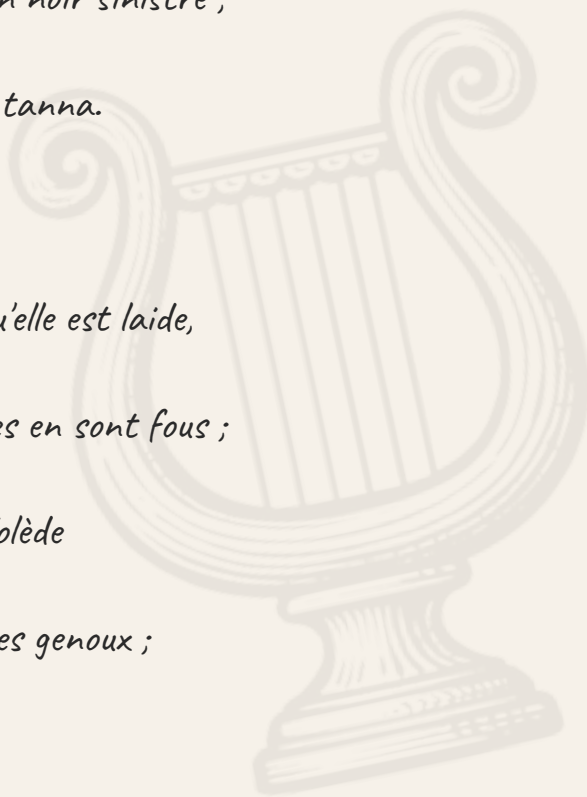 noir sinistre ;
tanna.
u'elle est laide,
es en sont fous ;
olède
es genoux ;